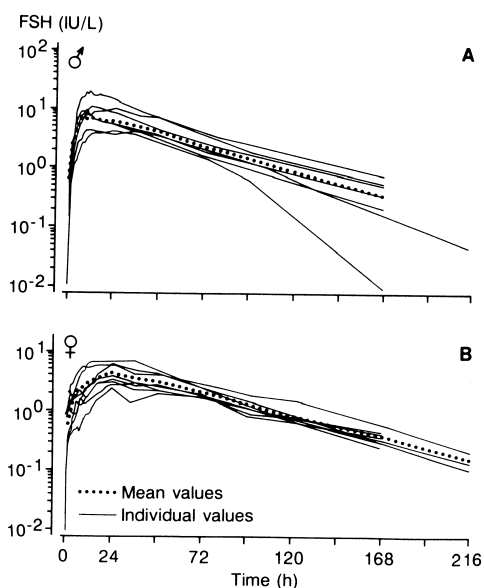 FSH (IU/L)
♂
A
10²
10¹
10⁰
10⁻¹
10⁻²
♀
B
10¹
10⁰
10⁻¹
10⁻²
Mean values
Individual values
0 24 72 120 168 216
Time (h)